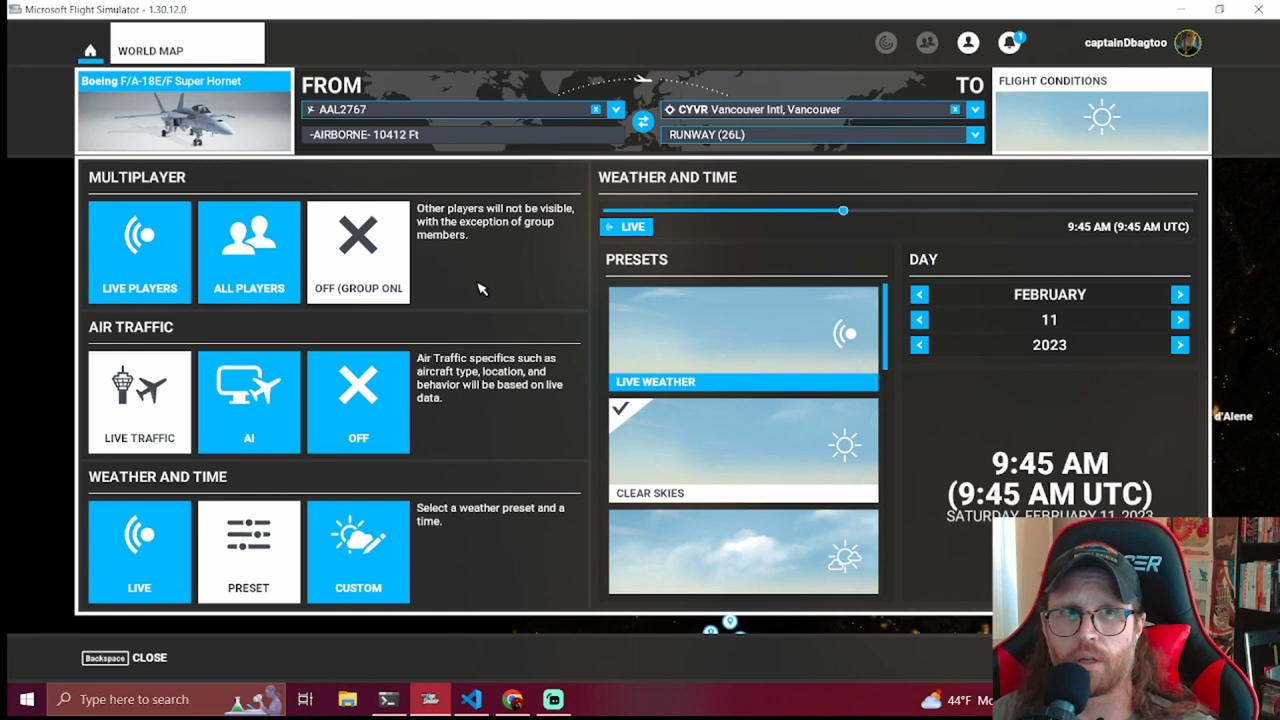 Microsoft Flight Simulator - 1.30.12.0
WORLD MAP
1
captainDbagtoo
Boeing F/A-18E/F Super Hornet
FROM
AAL2767
-AIRBORNE- 10412 Ft
TO
CYVR Vancouver Intl, Vancouver
RUNWAY (26L)
FLIGHT CONDITIONS
MULTIPLAYER
LIVE PLAYERS
ALL PLAYERS
OFF (GROUP ONL
Other players will not be visible,
with the exception of group
members.
AIR TRAFFIC
LIVE TRAFFIC
AI
OFF
Air Traffic specifics such as
aircraft type, location, and
behavior will be based on live
data.
WEATHER AND TIME
LIVE
PRESET
CUSTOM
Select a weather preset and a
time.
WEATHER AND TIME
LIVE
9:45 AM (9:45 AM UTC)
PRESETS
LIVE WEATHER
CLEAR SKIES
DAY
FEBRUARY
11
2023
9:45 AM
(9:45 AM UTC)
SATURDAY, FEBRUARY 11, 2023
d'Alene
Backspace CLOSE
Type here to search
44°F